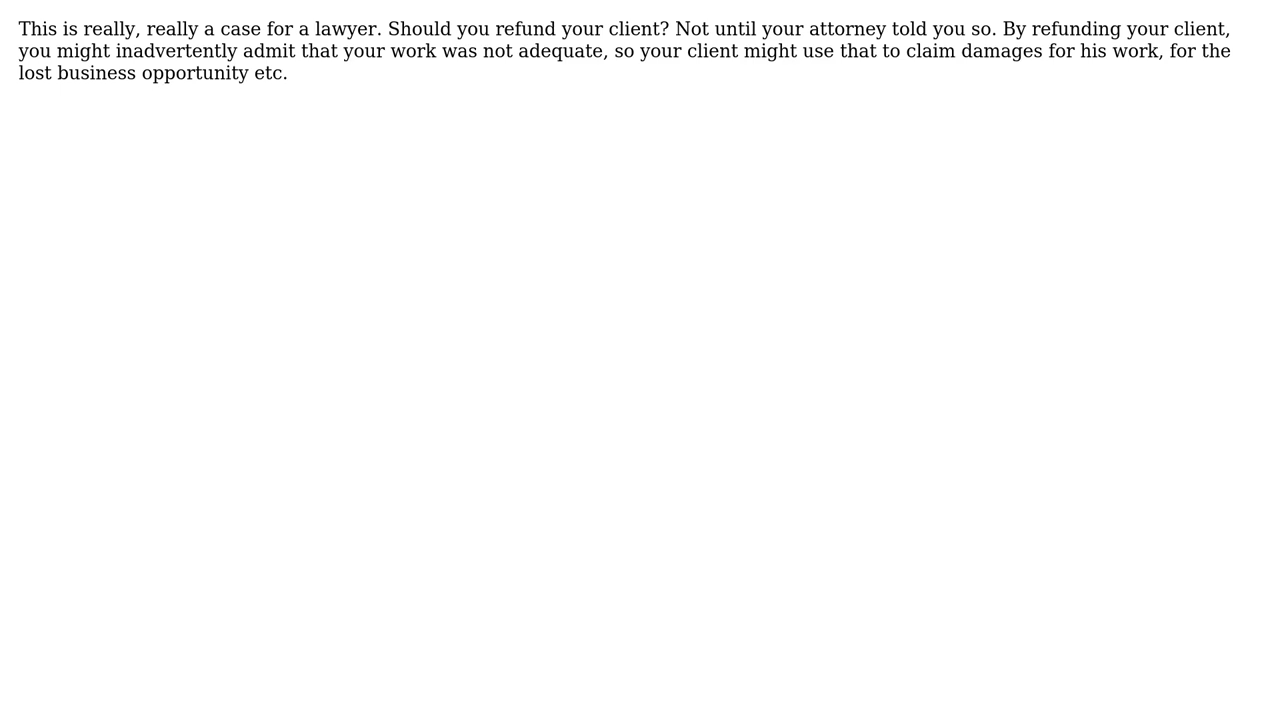 This is really, really a case for a lawyer. Should you refund your client? Not until your attorney told you so. By refunding your client,
you might inadvertently admit that your work was not adequate, so your client might use that to claim damages for his work, for the
lost business opportunity etc.